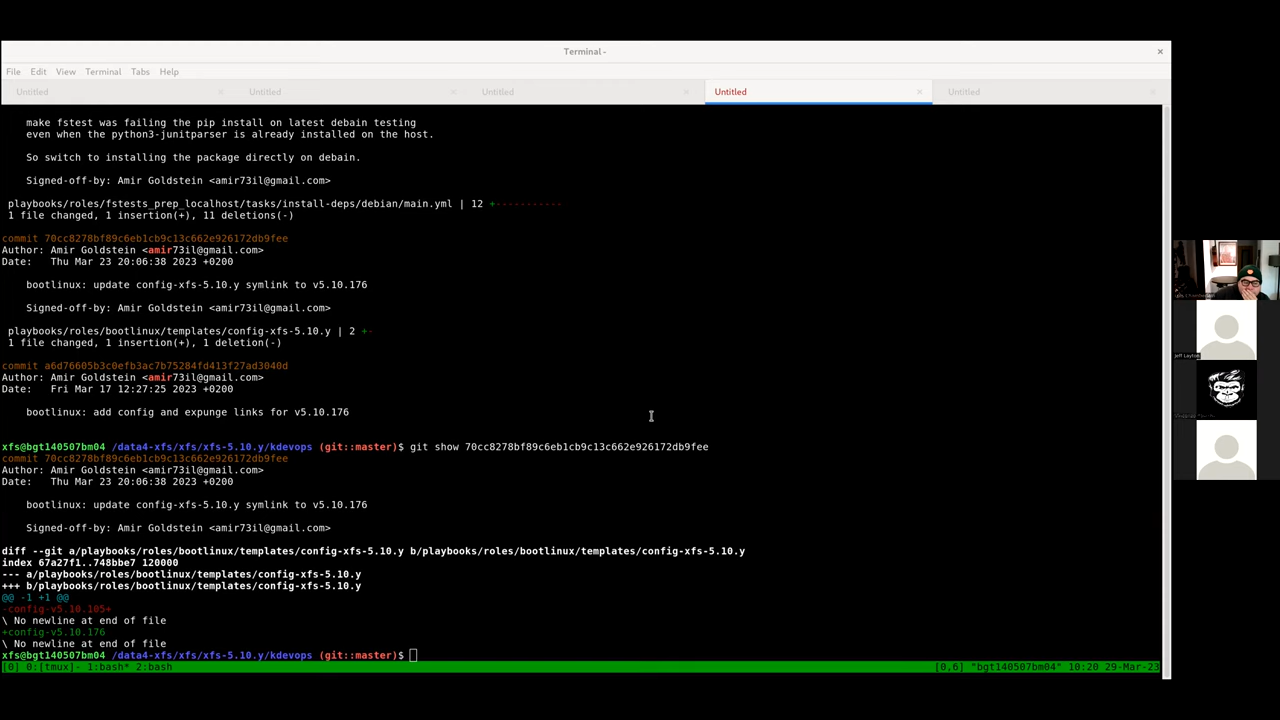 Terminal -
File Edit View Terminal Tabs Help
Untitled Untitled Untitled Untitled Untitled
make fstest was failing the pip install on latest debain testing
even when the python3-junitparser is already installed on the host.
So switch to installing the package directly on debain.
Signed-off-by: Amir Goldstein <amir73il@gmail.com>
playbooks/roles/fstests_prep_localhost/tasks/install-deps/debian/main.yml | 12 +-----------
1 file changed, 1 insertion(+), 11 deletions(-)
commit 70cc8278bf89c6eb1cb9c13c662e926172db9fee
Author: Amir Goldstein <amir73il@gmail.com>
Date:   Thu Mar 23 20:06:38 2023 +0200
bootlinux: update config-xfs-5.10.y symlink to v5.10.176
Signed-off-by: Amir Goldstein <amir73il@gmail.com>
playbooks/roles/bootlinux/templates/config-xfs-5.10.y | 2 +-
1 file changed, 1 insertion(+), 1 deletion(-)
commit a6d76605b3c0efb3ac7b75284fd413f27ad3040d
Author: Amir Goldstein <amir73il@gmail.com>
Date:   Fri Mar 17 12:27:25 2023 +0200
bootlinux: add config and expunge links for v5.10.176
xfs@bgt140507bm04 /data4-xfs/xfs/xfs-5.10.y/kdevops (git::master)$ git show 70cc8278bf89c6eb1cb9c13c662e926172db9fee
commit 70cc8278bf89c6eb1cb9c13c662e926172db9fee
Author: Amir Goldstein <amir73il@gmail.com>
Date:   Thu Mar 23 20:06:38 2023 +0200
bootlinux: update config-xfs-5.10.y symlink to v5.10.176
Signed-off-by: Amir Goldstein <amir73il@gmail.com>
diff --git a/playbooks/roles/bootlinux/templates/config-xfs-5.10.y b/playbooks/roles/bootlinux/templates/config-xfs-5.10.y
index 67a27f1..748bbe7 120000
--- a/playbooks/roles/bootlinux/templates/config-xfs-5.10.y
+++ b/playbooks/roles/bootlinux/templates/config-xfs-5.10.y
@@ -1 +1 @@
-config-v5.10.105+
\ No newline at end of file
+config-v5.10.176
\ No newline at end of file
xfs@bgt140507bm04 /data4-xfs/xfs/xfs-5.10.y/kdevops (git::master)$
[0] 0:[tmux]- 1:bash* 2:bash [0,6] "bgt140507bm04" 10:20 29-Mar-23
Jeff Layton